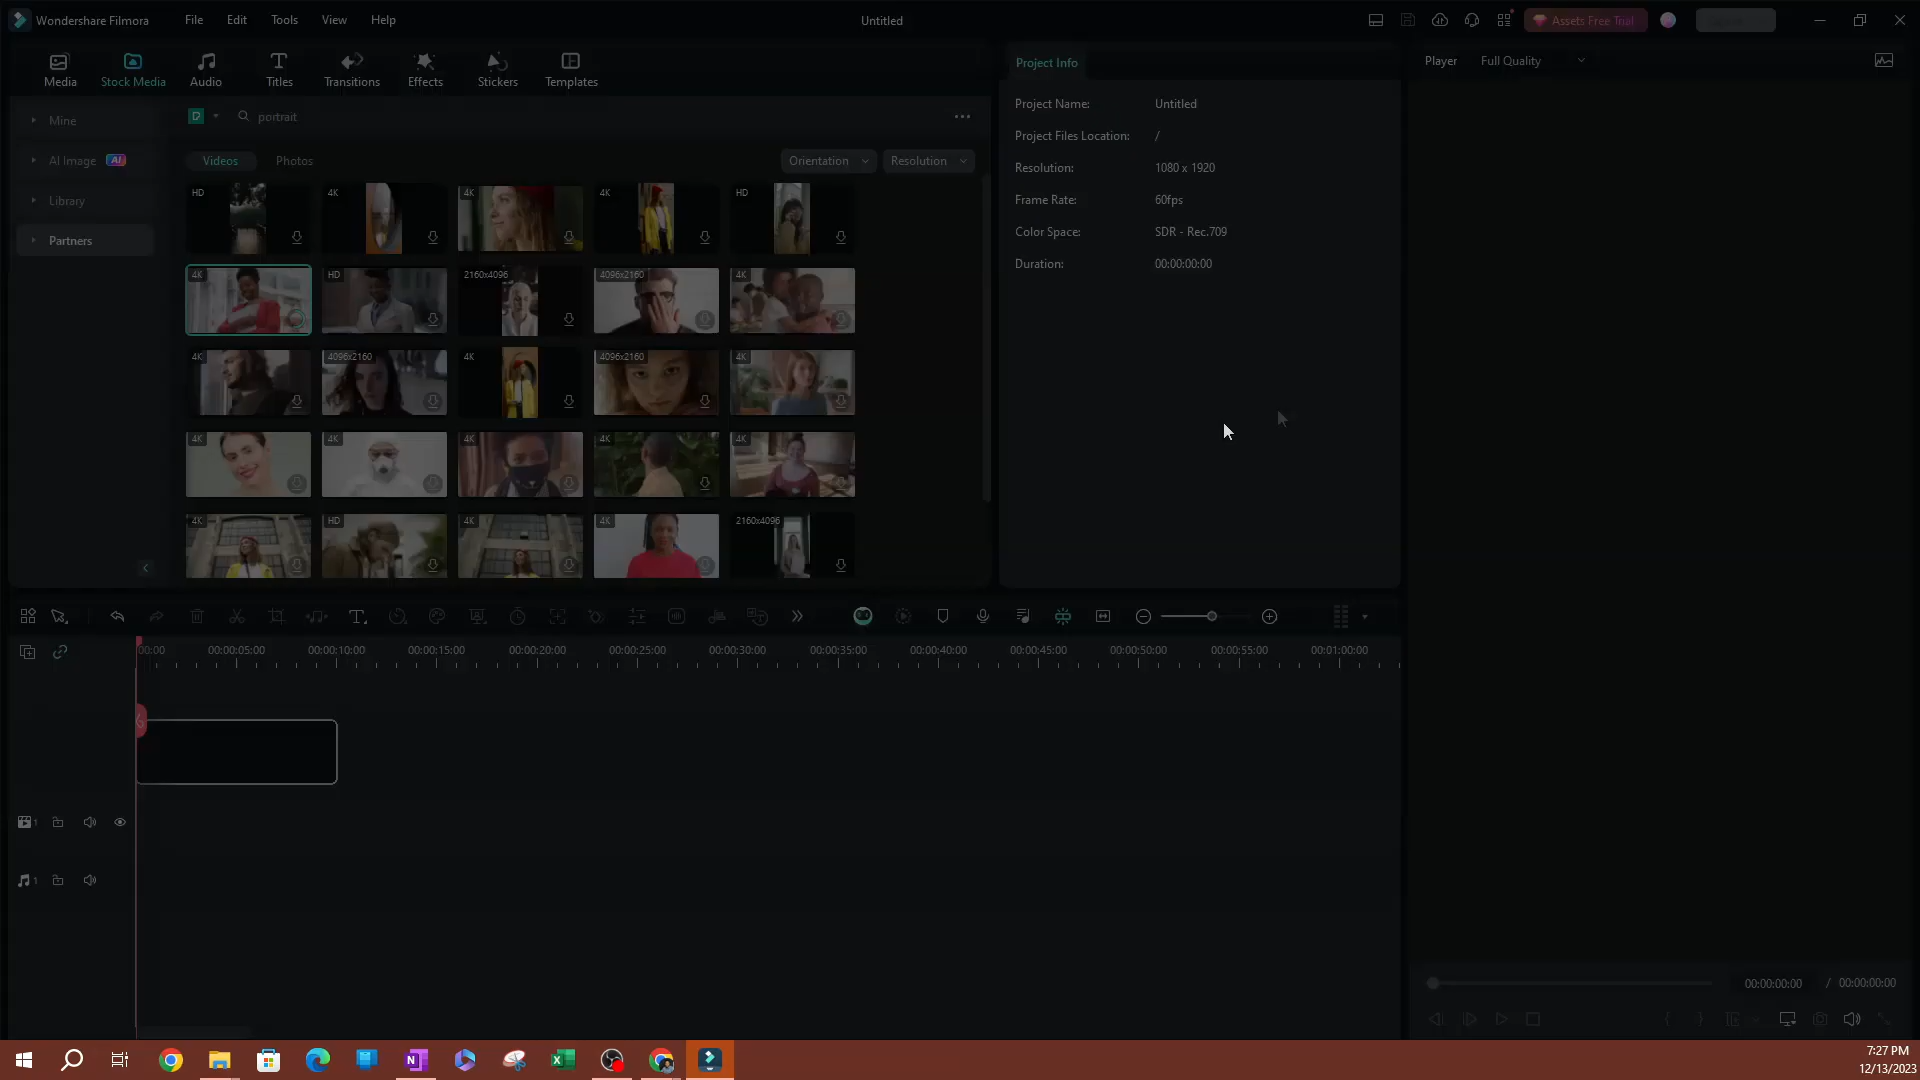 Wondershare Filmora File Edit Tools View Help Untitled Assets Free Trial
Media Stock Media Audio Titles Transitions Effects Stickers Templates
Project Info
Player Full Quality
Mine
AI Image AI
Library
Partners
portrait
Videos Photos Orientation Resolution
HD 4K 4K 4K HD
4K HD 2160x4096 4096x2160 4K
4K 4096x2160 4K 4096x2160 4K
4K 4K 4K 4K 4K
4K HD 4K 4K 2160x4096
Project Name: Untitled
Project Files Location: /
Resolution: 1080 x 1920
Frame Rate: 60fps
Color Space: SDR - Rec.709
Duration: 00:00:00:00
00:00 00:00:05:00 00:00:10:00 00:00:15:00 00:00:20:00 00:00:25:00 00:00:30:00 00:00:35:00 00:00:40:00 00:00:45:00 00:00:50:00 00:00:55:00 00:01:00:00
1
1
00:00:00:00 / 00:00:00:00
7:27 PM
12/13/2023